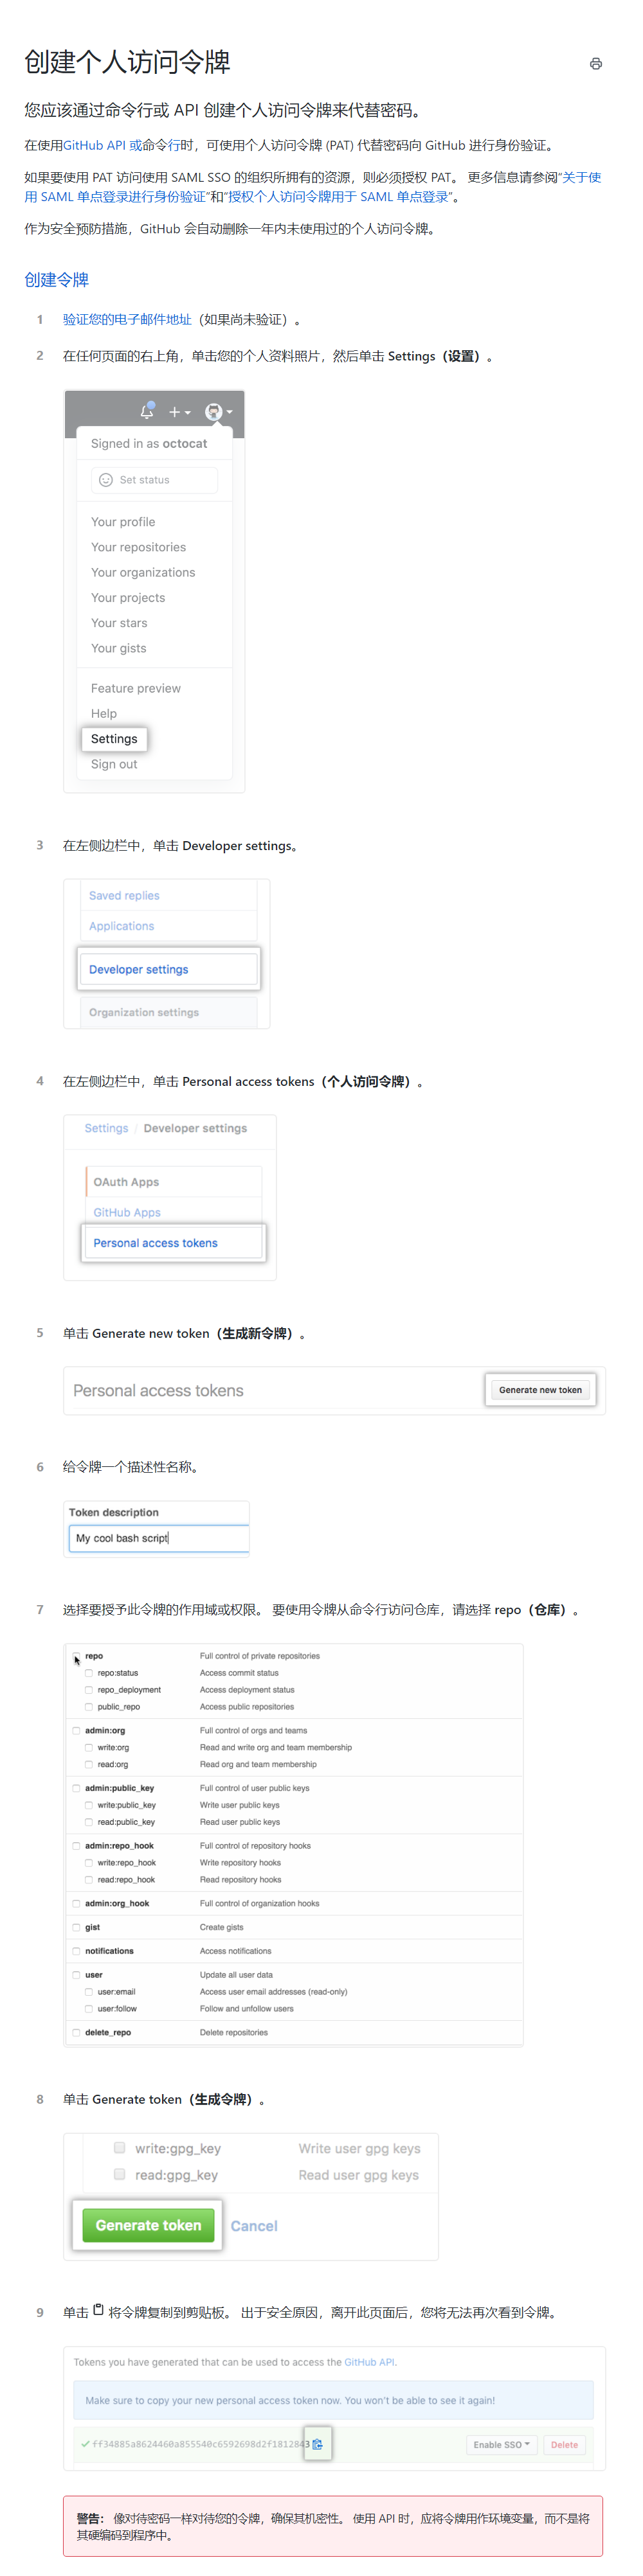 创建个人访问令牌
您应该通过命令行或 API 创建个人访问令牌来代替密码。
在使用GitHub API 或命令行时，可使用个人访问令牌 (PAT) 代替密码向 GitHub 进行身份验证。
如果要使用 PAT 访问使用 SAML SSO 的组织所拥有的资源，则必须授权 PAT。 更多信息请参阅“关于使
用 SAML 单点登录进行身份验证”和“授权个人访问令牌用于 SAML 单点登录”。
作为安全预防措施，GitHub 会自动删除一年内未使用过的个人访问令牌。
创建令牌
1 验证您的电子邮件地址（如果尚未验证）。
2 在任何页面的右上角，单击您的个人资料照片，然后单击 Settings（设置）。
Signed in as octocat
Set status
Your profile
Your repositories
Your organizations
Your projects
Your stars
Your gists
Feature preview
Help
Settings
Sign out
3 在左侧边栏中，单击 Developer settings。
Saved replies
Applications
Developer settings
Organization settings
4 在左侧边栏中，单击 Personal access tokens（个人访问令牌）。
Settings / Developer settings
OAuth Apps
GitHub Apps
Personal access tokens
5 单击 Generate new token（生成新令牌）。
Personal access tokens Generate new token
6 给令牌一个描述性名称。
Token description
My cool bash script
7 选择要授予此令牌的作用域或权限。 要使用令牌从命令行访问仓库，请选择 repo（仓库）。
repo Full control of private repositories
repo:status Access commit status
repo_deployment Access deployment status
public_repo Access public repositories
admin:org Full control of orgs and teams
write:org Read and write org and team membership
read:org Read org and team membership
admin:public_key Full control of user public keys
write:public_key Write user public keys
read:public_key Read user public keys
admin:repo_hook Full control of repository hooks
write:repo_hook Write repository hooks
read:repo_hook Read repository hooks
admin:org_hook Full control of organization hooks
gist Create gists
notifications Access notifications
user Update all user data
user:email Access user email addresses (read-only)
user:follow Follow and unfollow users
delete_repo Delete repositories
8 单击 Generate token（生成令牌）。
write:gpg_key Write user gpg keys
read:gpg_key Read user gpg keys
Generate token Cancel
9 单击 将令牌复制到剪贴板。 出于安全原因，离开此页面后，您将无法再次看到令牌。
Tokens you have generated that can be used to access the GitHub API.
Make sure to copy your new personal access token now. You won't be able to see it again!
✓ ff34885a8624460a855540c6592698d2f1812843 Enable SSO Delete
警告： 像对待密码一样对待您的令牌，确保其机密性。 使用 API 时，应将令牌用作环境变量，而不是将
其硬编码到程序中。